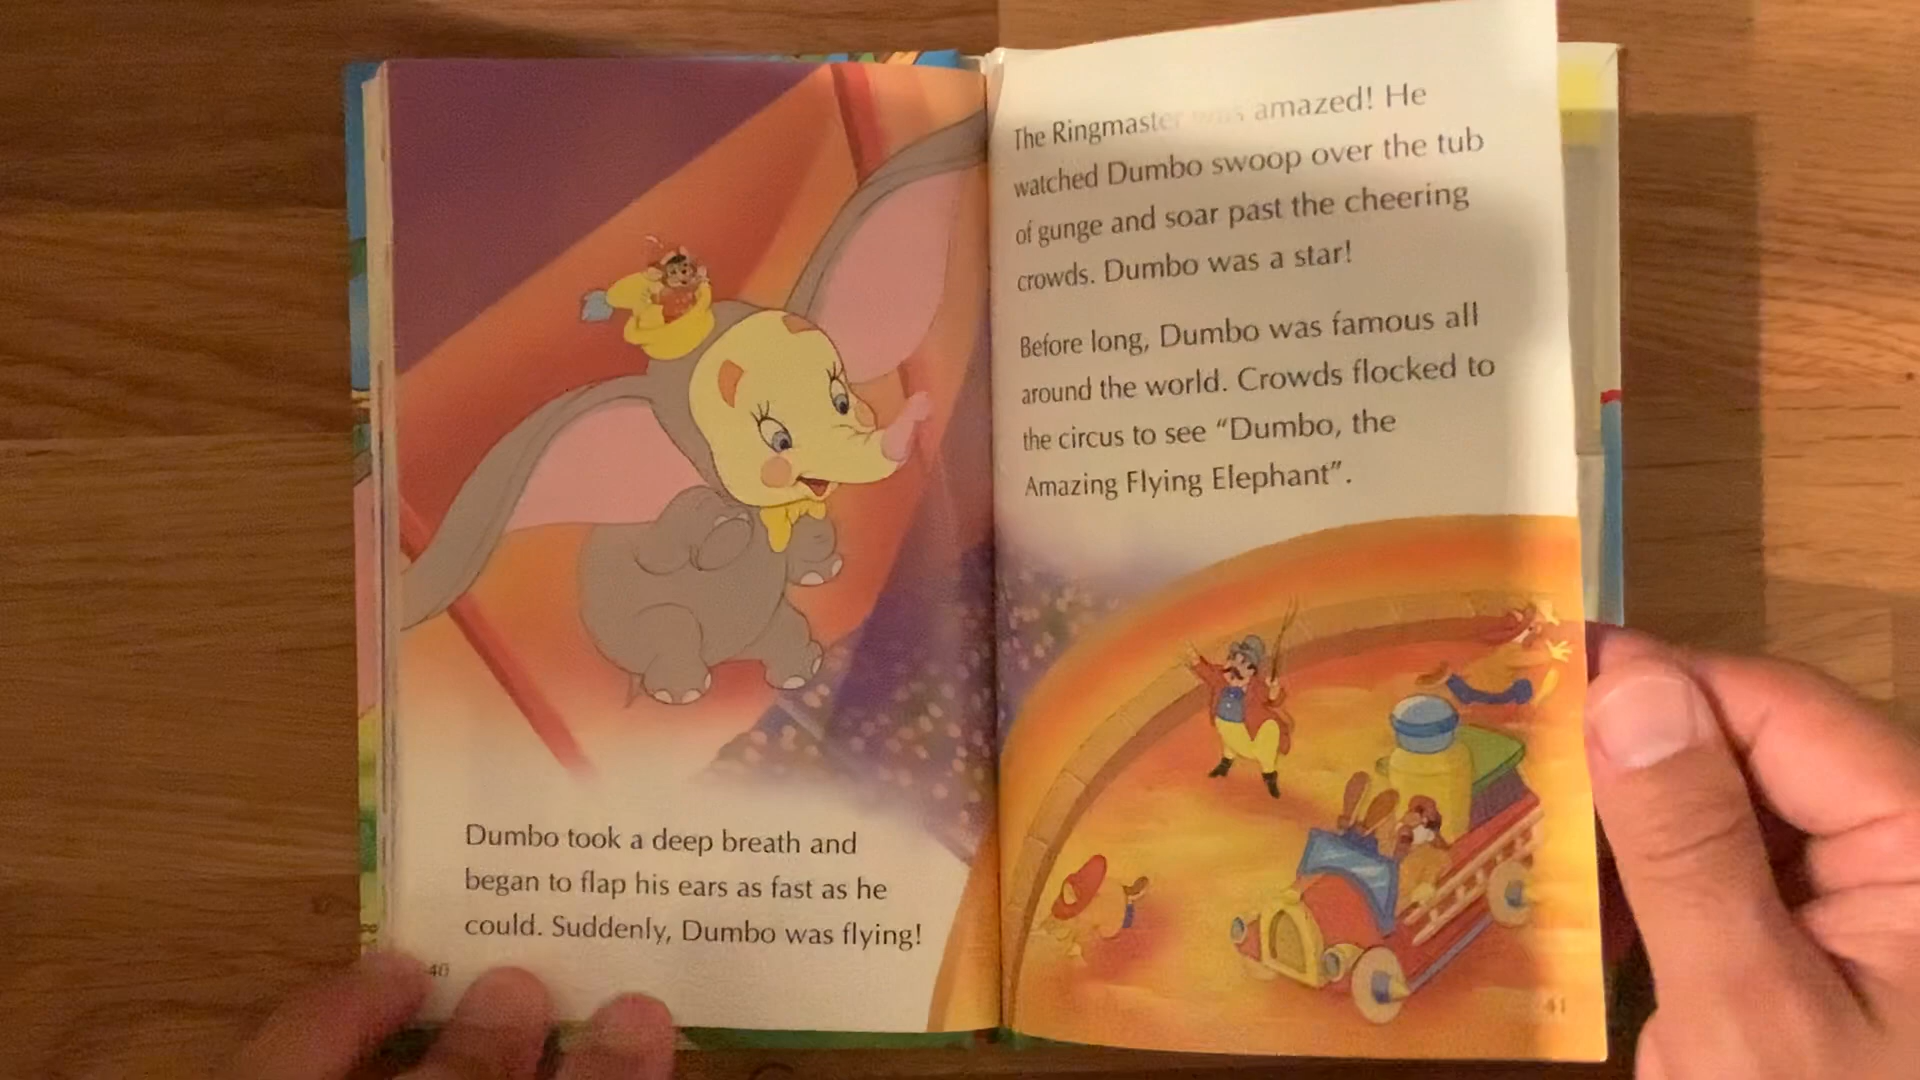 Dumbo took a deep breath and
began to flap his ears as fast as he
could. Suddenly, Dumbo was flying!
40
The Ringmaster was amazed! He
watched Dumbo swoop over the tub
of gunge and soar past the cheering
crowds. Dumbo was a star!
Before long, Dumbo was famous all
around the world. Crowds flocked to
the circus to see “Dumbo, the
Amazing Flying Elephant”.
41